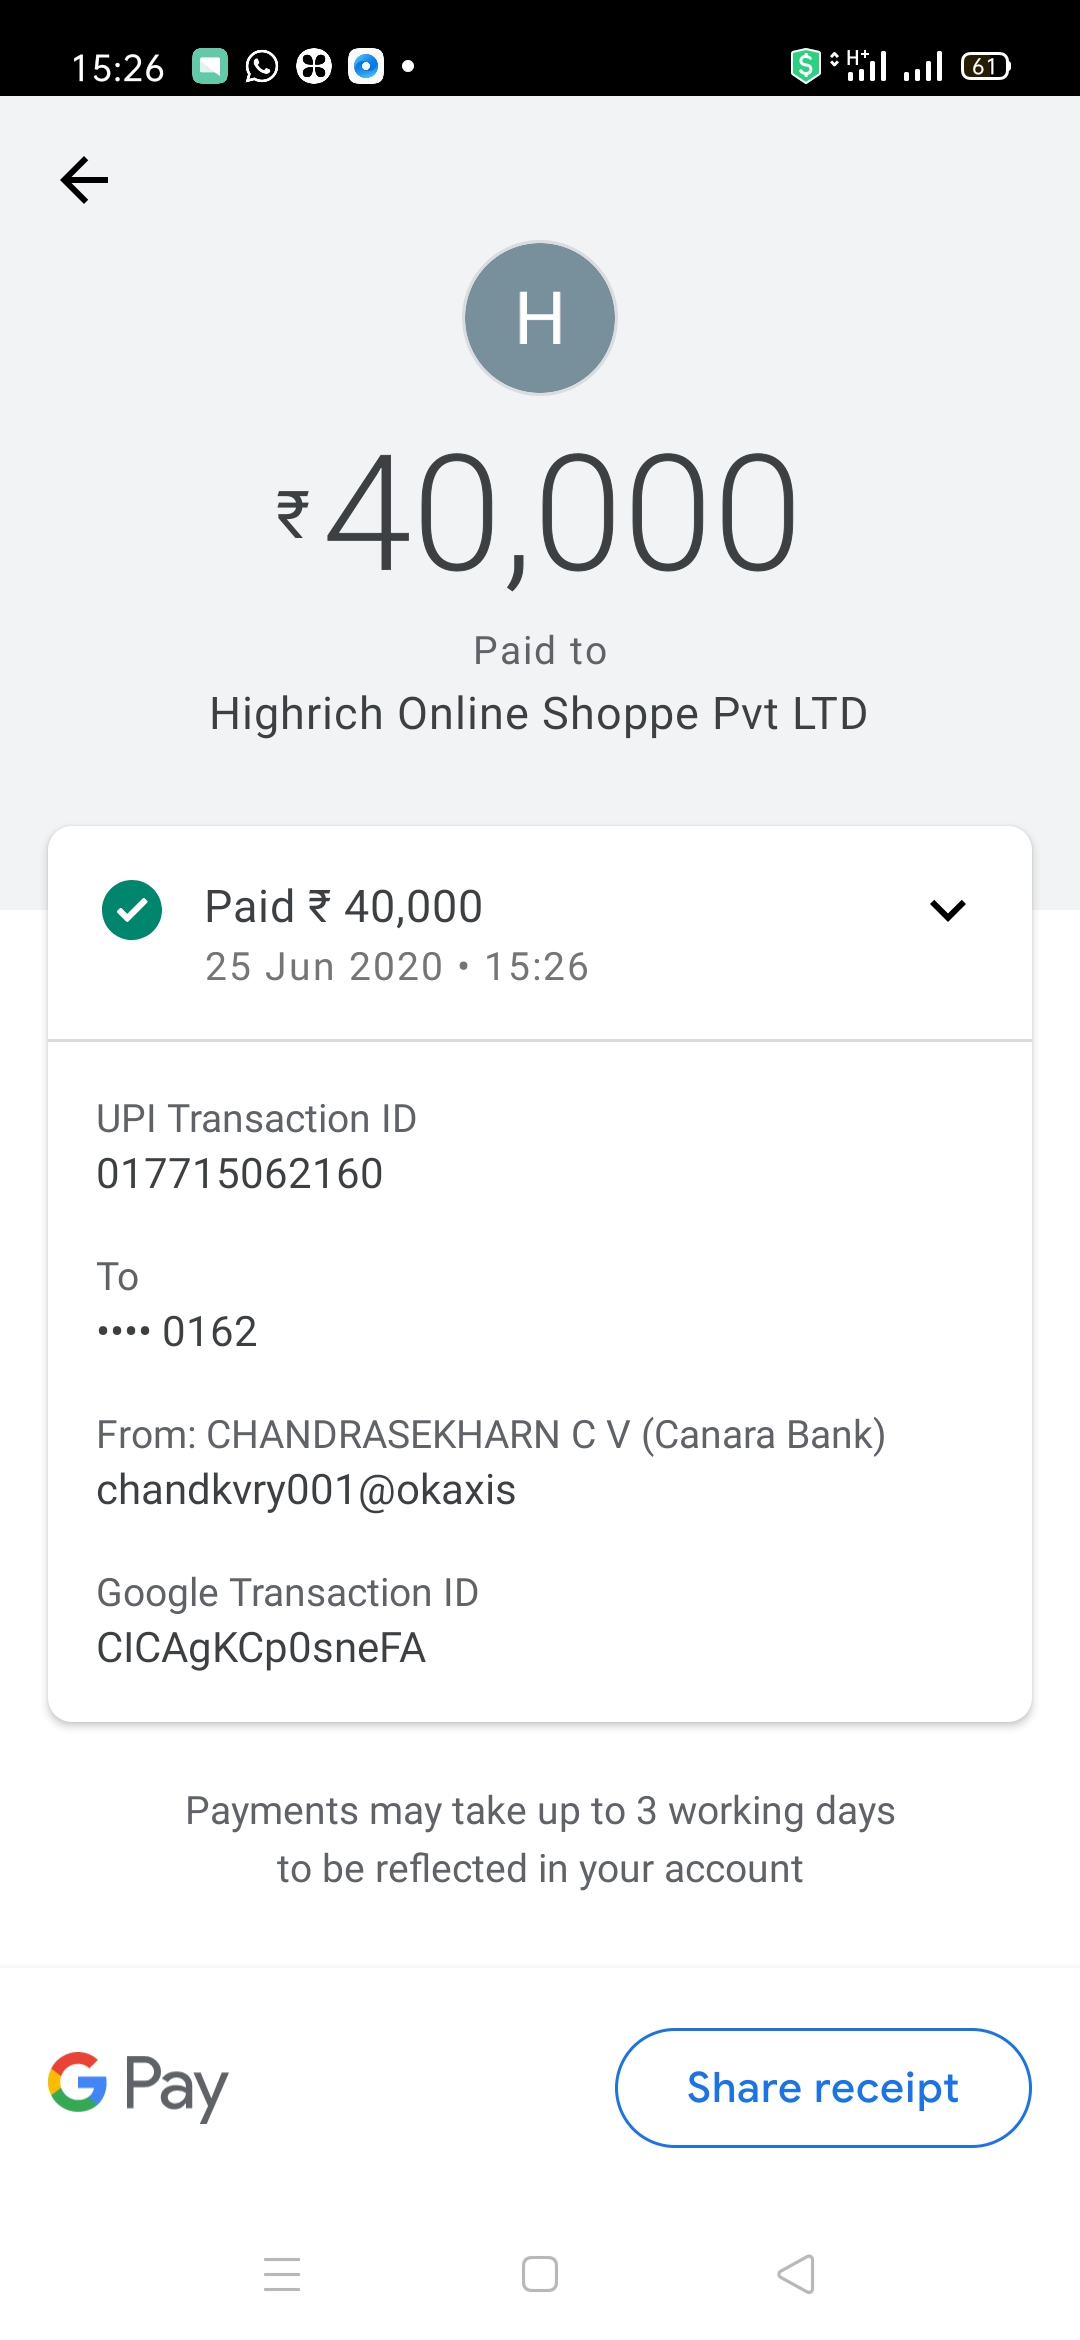 15:26 H+ 61
H
₹40,000
Paid to
Highrich Online Shoppe Pvt LTD
Paid ₹ 40,000
25 Jun 2020 • 15:26
UPI Transaction ID
017715062160
To
•••• 0162
From: CHANDRASEKHARN C V (Canara Bank)
chandkvry001@okaxis
Google Transaction ID
CICAgKCp0sneFA
Payments may take up to 3 working days
to be reflected in your account
G Pay
Share receipt